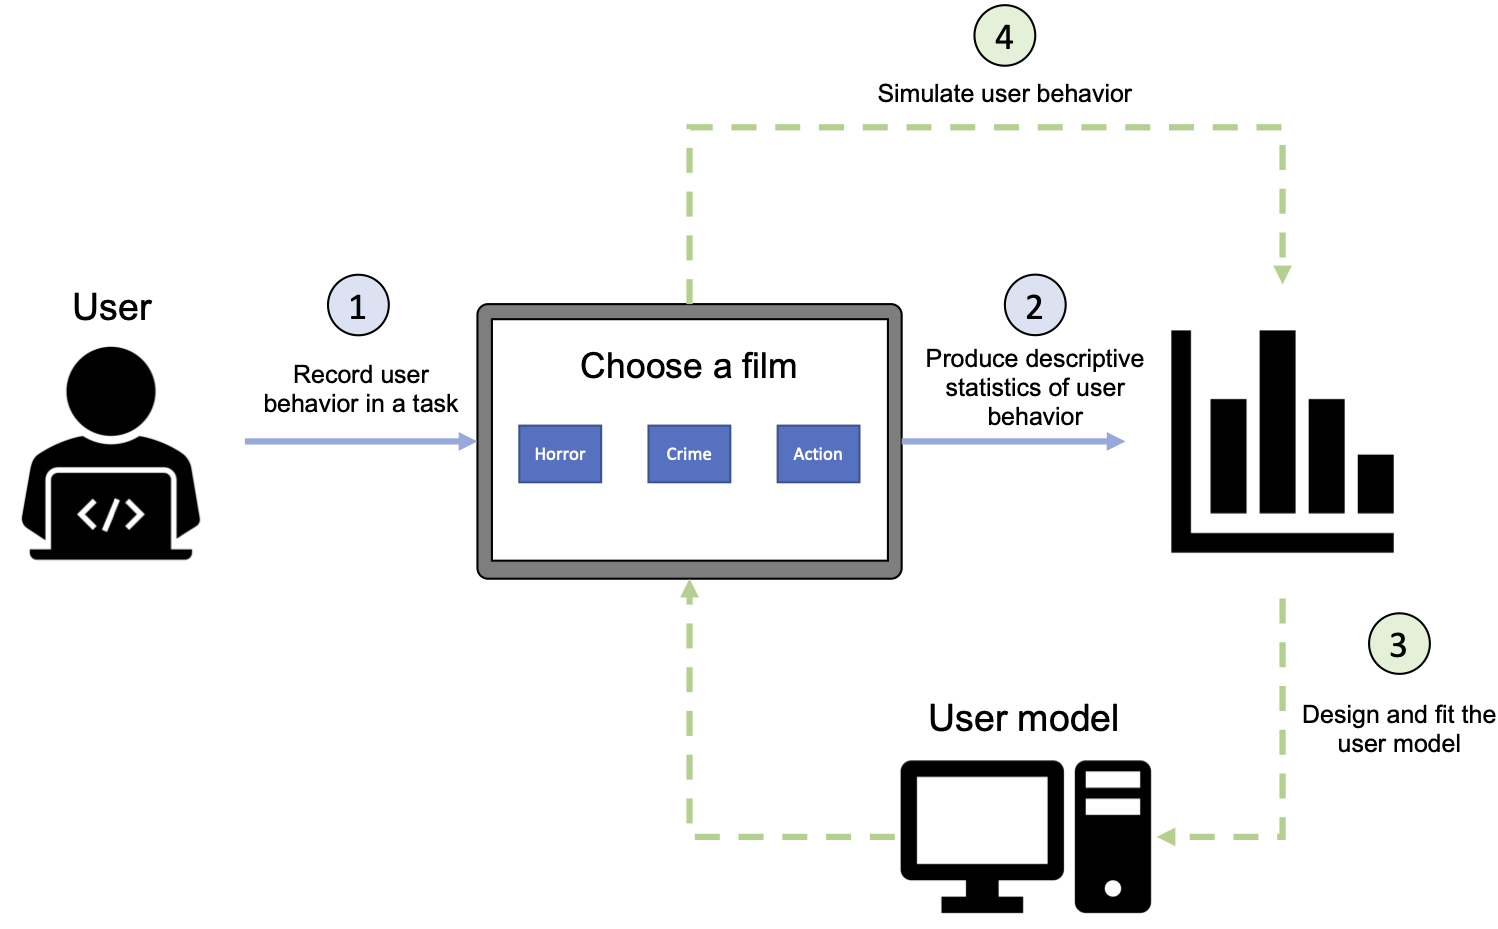 4
Simulate user behavior
User
1
Record user
behavior in a task
2
Produce descriptive
statistics of user
behavior
Choose a film
Horror
Crime
Action
</>
3
Design and fit the
user model
User model